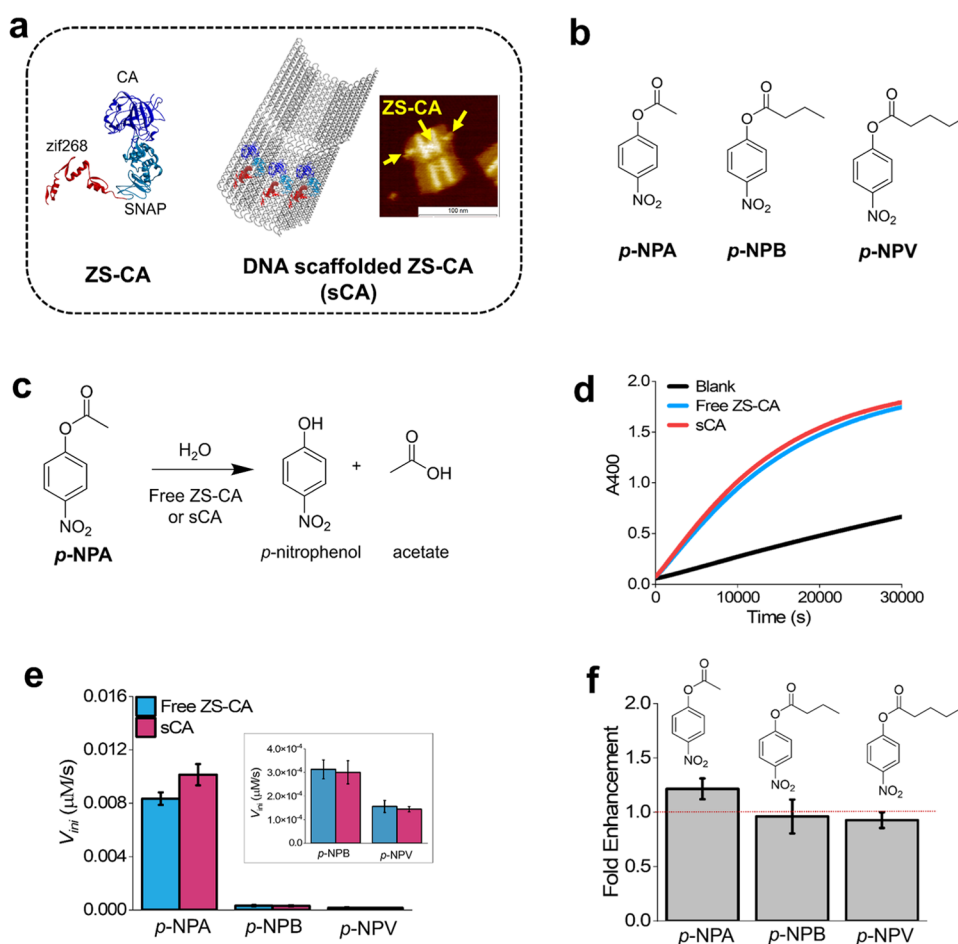 a
CA
zif268
SNAP
ZS-CA
ZS-CA
100 nm
DNA scaffolded ZS-CA
(sCA)
b
O
O
NO₂
p-NPA
O
O
NO₂
p-NPB
O
O
NO₂
p-NPV
c
O
O
NO₂
p-NPA
H₂O
Free ZS-CA
or sCA
OH
NO₂
p-nitrophenol
+
O
OH
acetate
d
Blank
Free ZS-CA
sCA
A400
2.0
1.5
1.0
0.5
0.0
0
10000
20000
30000
Time (s)
e
Free ZS-CA
sCA
V_ini (μM/s)
0.016
0.012
0.008
0.004
0.000
p-NPA
p-NPB
p-NPV
V_ini (μM/s)
4.0×10⁻⁴
3.0×10⁻⁴
2.0×10⁻⁴
1.0×10⁻⁴
0.0
p-NPB
p-NPV
f
O
O
NO₂
O
O
NO₂
O
O
NO₂
Fold Enhancement
2.0
1.5
1.0
0.5
0.0
p-NPA
p-NPB
p-NPV